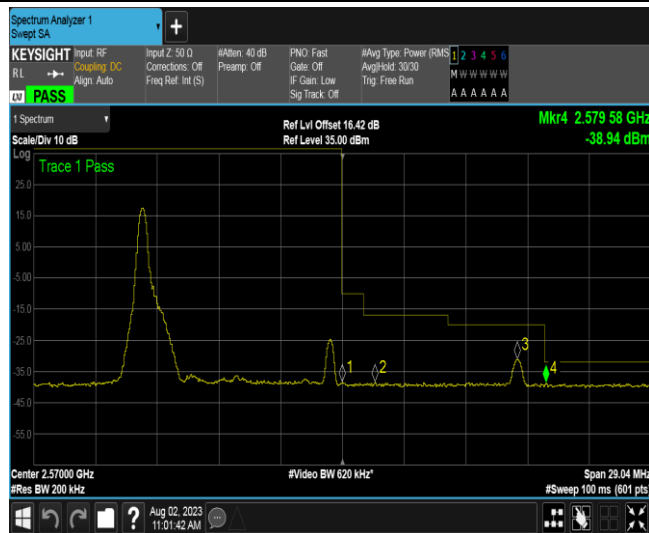 Spectrum Analyzer 1
Swept SA
+
KEYSIGHT Input: RF Input Z: 50 Ω #Atten: 40 dB PNO: Fast #Avg Type: Power (RMS 1 2 3 4 5 6
RL Coupling: DC Corrections: Off Preamp: Off Gate: Off Avg|Hold: 30/30 M W W W W W
Align: Auto Freq Ref: Int (S) IF Gain: Low Trig: Free Run
Sig Track: Off A A A A A A
LXI PASS
1 Spectrum Ref Lvl Offset 16.42 dB Mkr4 2.579 58 GHz
Scale/Div 10 dB Ref Level 35.00 dBm -38.94 dBm
Log
Trace 1 Pass
25.0
15.0
5.00
-5.00
-15.0
-25.0
-35.0
-45.0
-55.0
1
2
3
4
Center 2.57000 GHz #Video BW 620 kHz* Span 29.04 MHz
#Res BW 200 kHz #Sweep 100 ms (601 pts)
? Aug 02, 2023
11:01:42 AM